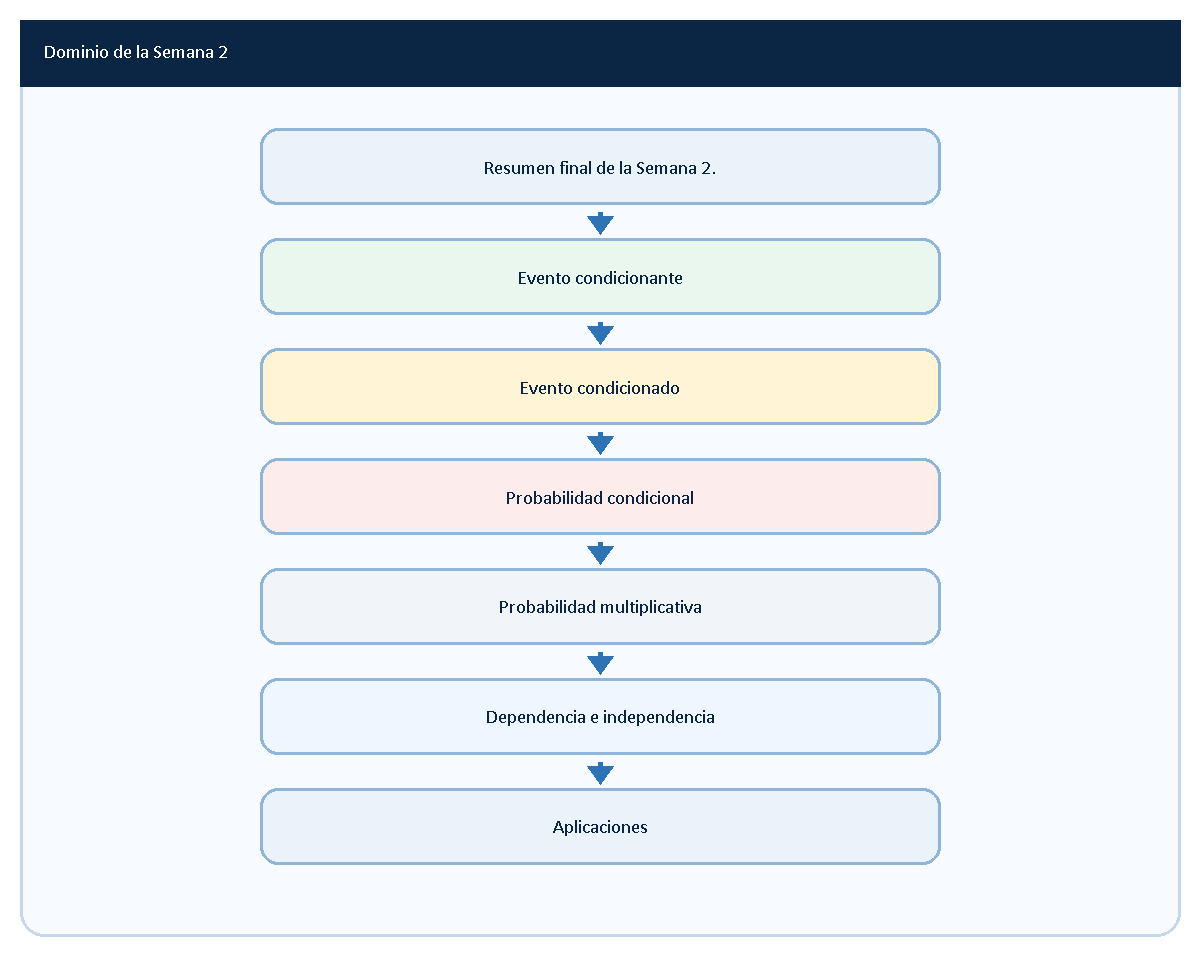 Dominio de la Semana 2
Resumen final de la Semana 2.
Evento condicionante
Evento condicionado
Probabilidad condicional
Probabilidad multiplicativa
Dependencia e independencia
Aplicaciones